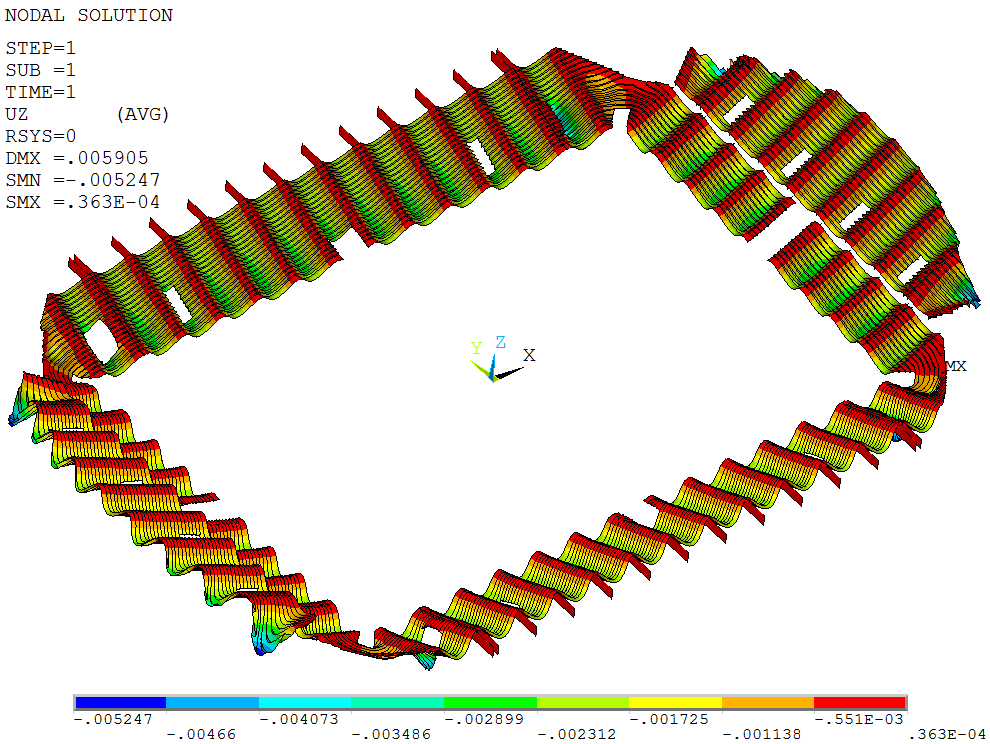 NODAL SOLUTION
STEP=1
SUB =1
TIME=1
UZ (AVG)
RSYS=0
DMX =.005905
SMN =-.005247
SMX =.363E-04
Y Z X
MX
-.005247 -.004073 -.002899 -.001725 -.551E-03
-.00466 -.003486 -.002312 -.001138 .363E-04